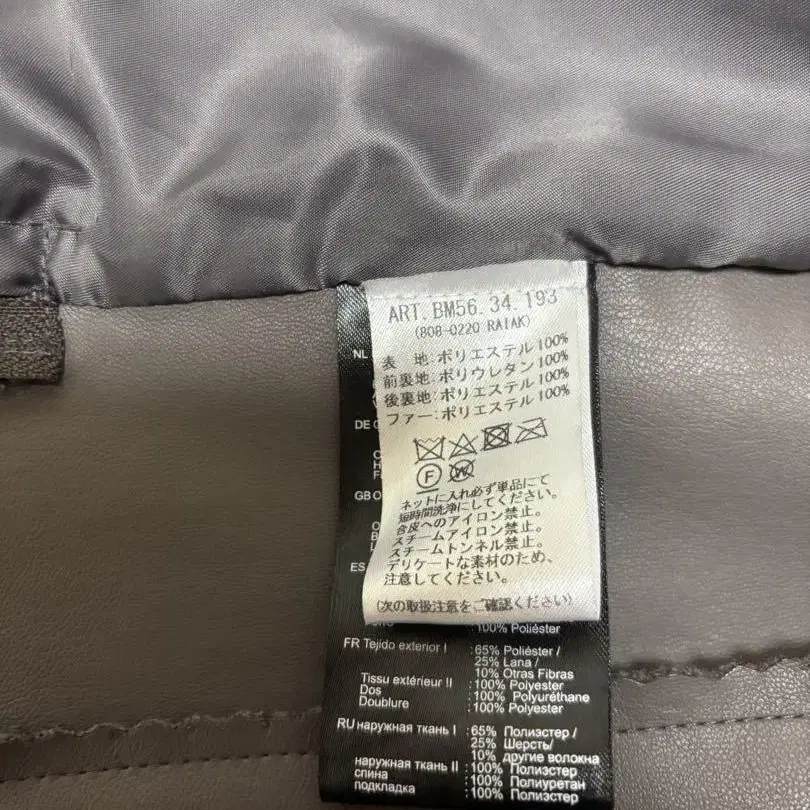 ART.BM56.34.193
(808-0220 RAIAK)
表　地:ポリエステル100%
前裏地:ポリウレタン100%
後裏地:ポリエステル100%
ファー:ポリエステル100%
F
W
ネットに入れ必ず単品にて
短時間洗浄にしてください。
合皮へのアイロン禁止。
スチームアイロン禁止。
スチームトンネル禁止。
デリケートな素材のため、
注意してください。
(次の取扱注意をご確認ください)
NL
DE
GB
ES
:100% Poliéster
FR Tejido exterior I :65% Poliéster /
25% Lana /
10% Otras Fibras
Tissu extérieur II :100% Polyester
Dos :100% Polyuréthane
Doublure :100% Polyester
RU наружная ткань I :65% Полиэстер /
25% Шерсть/
10% другие волокна
наружная ткань II :100% Полиэстер
спина :100% Полиуретан
подкладка :100% Полиэстер